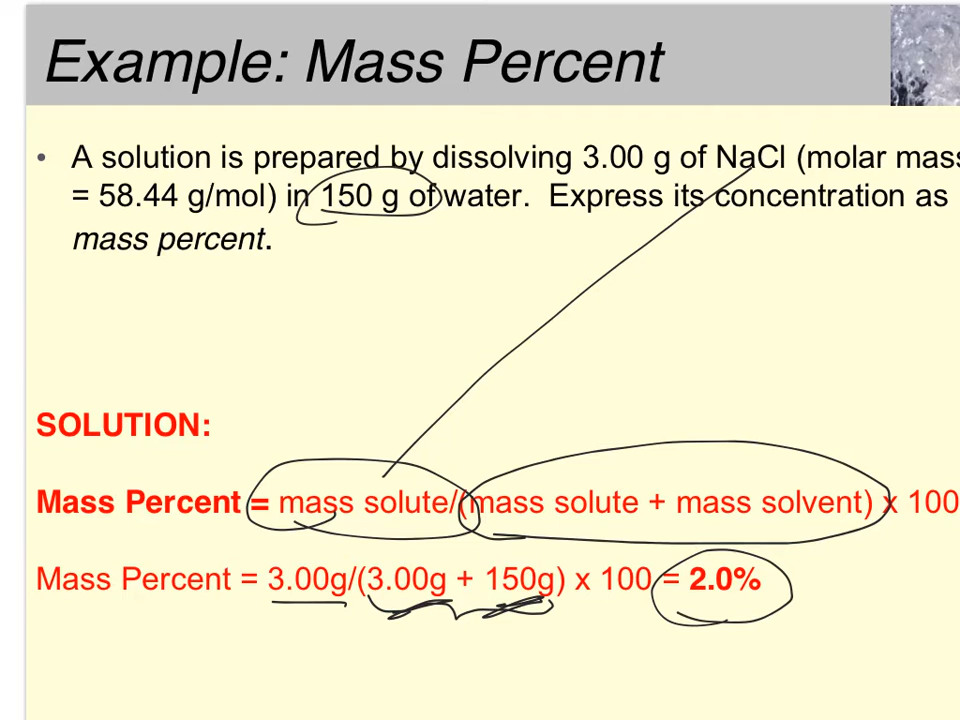 Example: Mass Percent
• A solution is prepared by dissolving 3.00 g of NaCl (molar mass
= 58.44 g/mol) in 150 g of water. Express its concentration as
mass percent.
SOLUTION:
Mass Percent = mass solute/(mass solute + mass solvent) x 100
Mass Percent = 3.00g/(3.00g + 150g) x 100 = 2.0%